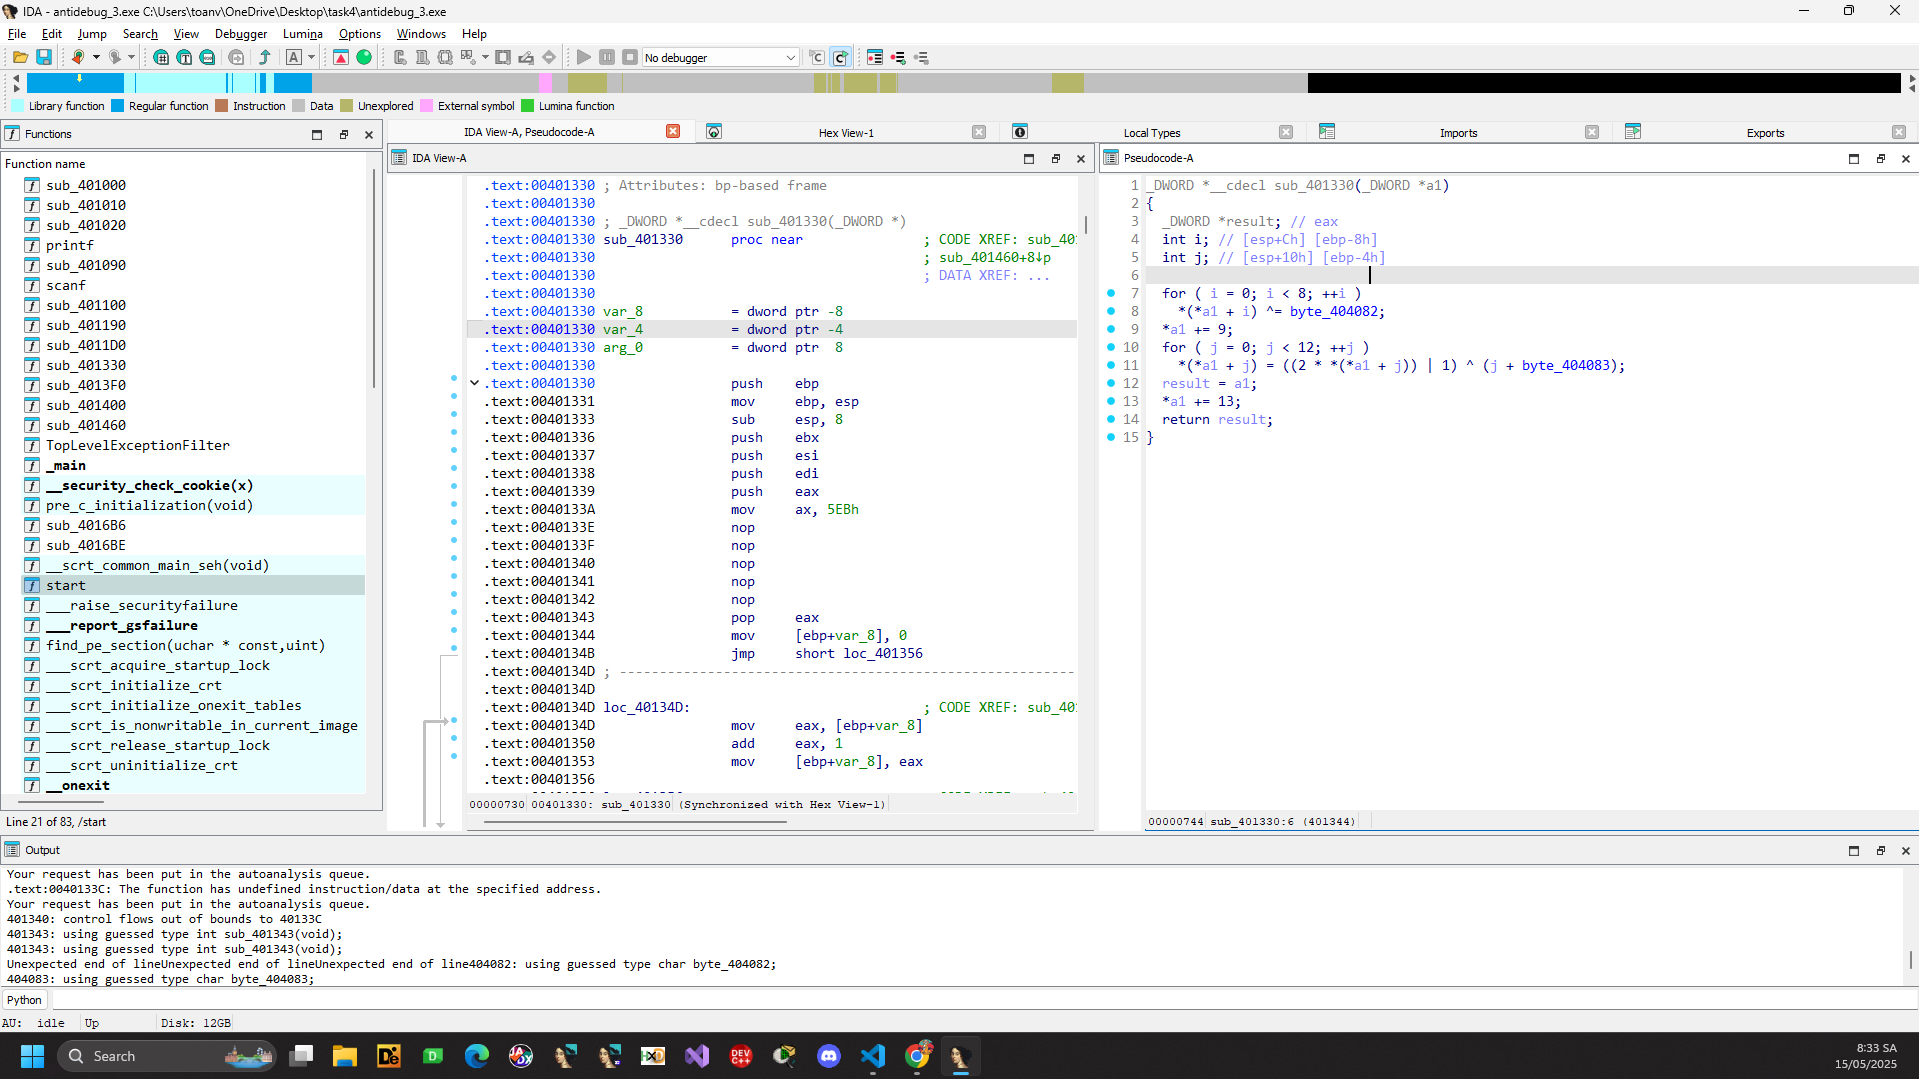 IDA - antidebug_3.exe C:\Users\toanv\OneDrive\Desktop\task4\antidebug_3.exe
File Edit Jump Search View Debugger Lumina Options Windows Help
No debugger
Library function Regular function Instruction Data Unexplored External symbol Lumina function
Functions
Function name
sub_401000
sub_401010
sub_401020
printf
sub_401090
scanf
sub_401100
sub_401190
sub_4011D0
sub_401330
sub_4013F0
sub_401400
sub_401460
TopLevelExceptionFilter
_main
__security_check_cookie(x)
pre_c_initialization(void)
sub_4016B6
sub_4016BE
__scrt_common_main_seh(void)
start
___raise_securityfailure
___report_gsfailure
find_pe_section(uchar * const,uint)
___scrt_acquire_startup_lock
___scrt_initialize_crt
___scrt_initialize_onexit_tables
___scrt_is_nonwritable_in_current_image
___scrt_release_startup_lock
___scrt_uninitialize_crt
__onexit
Line 21 of 83, /start
IDA View-A, Pseudocode-A Hex View-1 Local Types Imports Exports
IDA View-A
.text:00401330 ; Attributes: bp-based frame
.text:00401330
.text:00401330 ; _DWORD *__cdecl sub_401330(_DWORD *)
.text:00401330 sub_401330 proc near ; CODE XREF: sub_40
.text:00401330 ; sub_401460+8↓p
.text:00401330 ; DATA XREF: ...
.text:00401330
.text:00401330 var_8 = dword ptr -8
.text:00401330 var_4 = dword ptr -4
.text:00401330 arg_0 = dword ptr 8
.text:00401330
.text:00401330 push ebp
.text:00401331 mov ebp, esp
.text:00401333 sub esp, 8
.text:00401336 push ebx
.text:00401337 push esi
.text:00401338 push edi
.text:00401339 push eax
.text:0040133A mov ax, 5EBh
.text:0040133E nop
.text:0040133F nop
.text:00401340 nop
.text:00401341 nop
.text:00401342 nop
.text:00401343 pop eax
.text:00401344 mov [ebp+var_8], 0
.text:0040134B jmp short loc_401356
.text:0040134D ; ---------------------------------------------------------
.text:0040134D
.text:0040134D loc_40134D: ; CODE XREF: sub_40
.text:0040134D mov eax, [ebp+var_8]
.text:00401350 add eax, 1
.text:00401353 mov [ebp+var_8], eax
.text:00401356
00000730 00401330: sub_401330 (Synchronized with Hex View-1)
Pseudocode-A
1 _DWORD *__cdecl sub_401330(_DWORD *a1)
2 {
3 _DWORD *result; // eax
4 int i; // [esp+Ch] [ebp-8h]
5 int j; // [esp+10h] [ebp-4h]
6
7 for ( i = 0; i < 8; ++i )
8 *(*a1 + i) ^= byte_404082;
9 *a1 += 9;
10 for ( j = 0; j < 12; ++j )
11 *(*a1 + j) = ((2 * *(*a1 + j)) | 1) ^ (j + byte_404083);
12 result = a1;
13 *a1 += 13;
14 return result;
15 }
00000744 sub_401330:6 (401344)
Output
Your request has been put in the autoanalysis queue.
.text:0040133C: The function has undefined instruction/data at the specified address.
Your request has been put in the autoanalysis queue.
401340: control flows out of bounds to 40133C
401343: using guessed type int sub_401343(void);
401343: using guessed type int sub_401343(void);
Unexpected end of lineUnexpected end of lineUnexpected end of line404082: using guessed type char byte_404082;
404083: using guessed type char byte_404083;
Python
AU: idle Up Disk: 12GB
Search
8:33 SA
15/05/2025